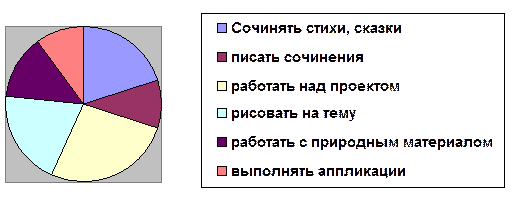 Сочинять стихи, сказки
писать сочинения
работать над проектом
рисовать на тему
работать с природным материалом
выполнять аппликации